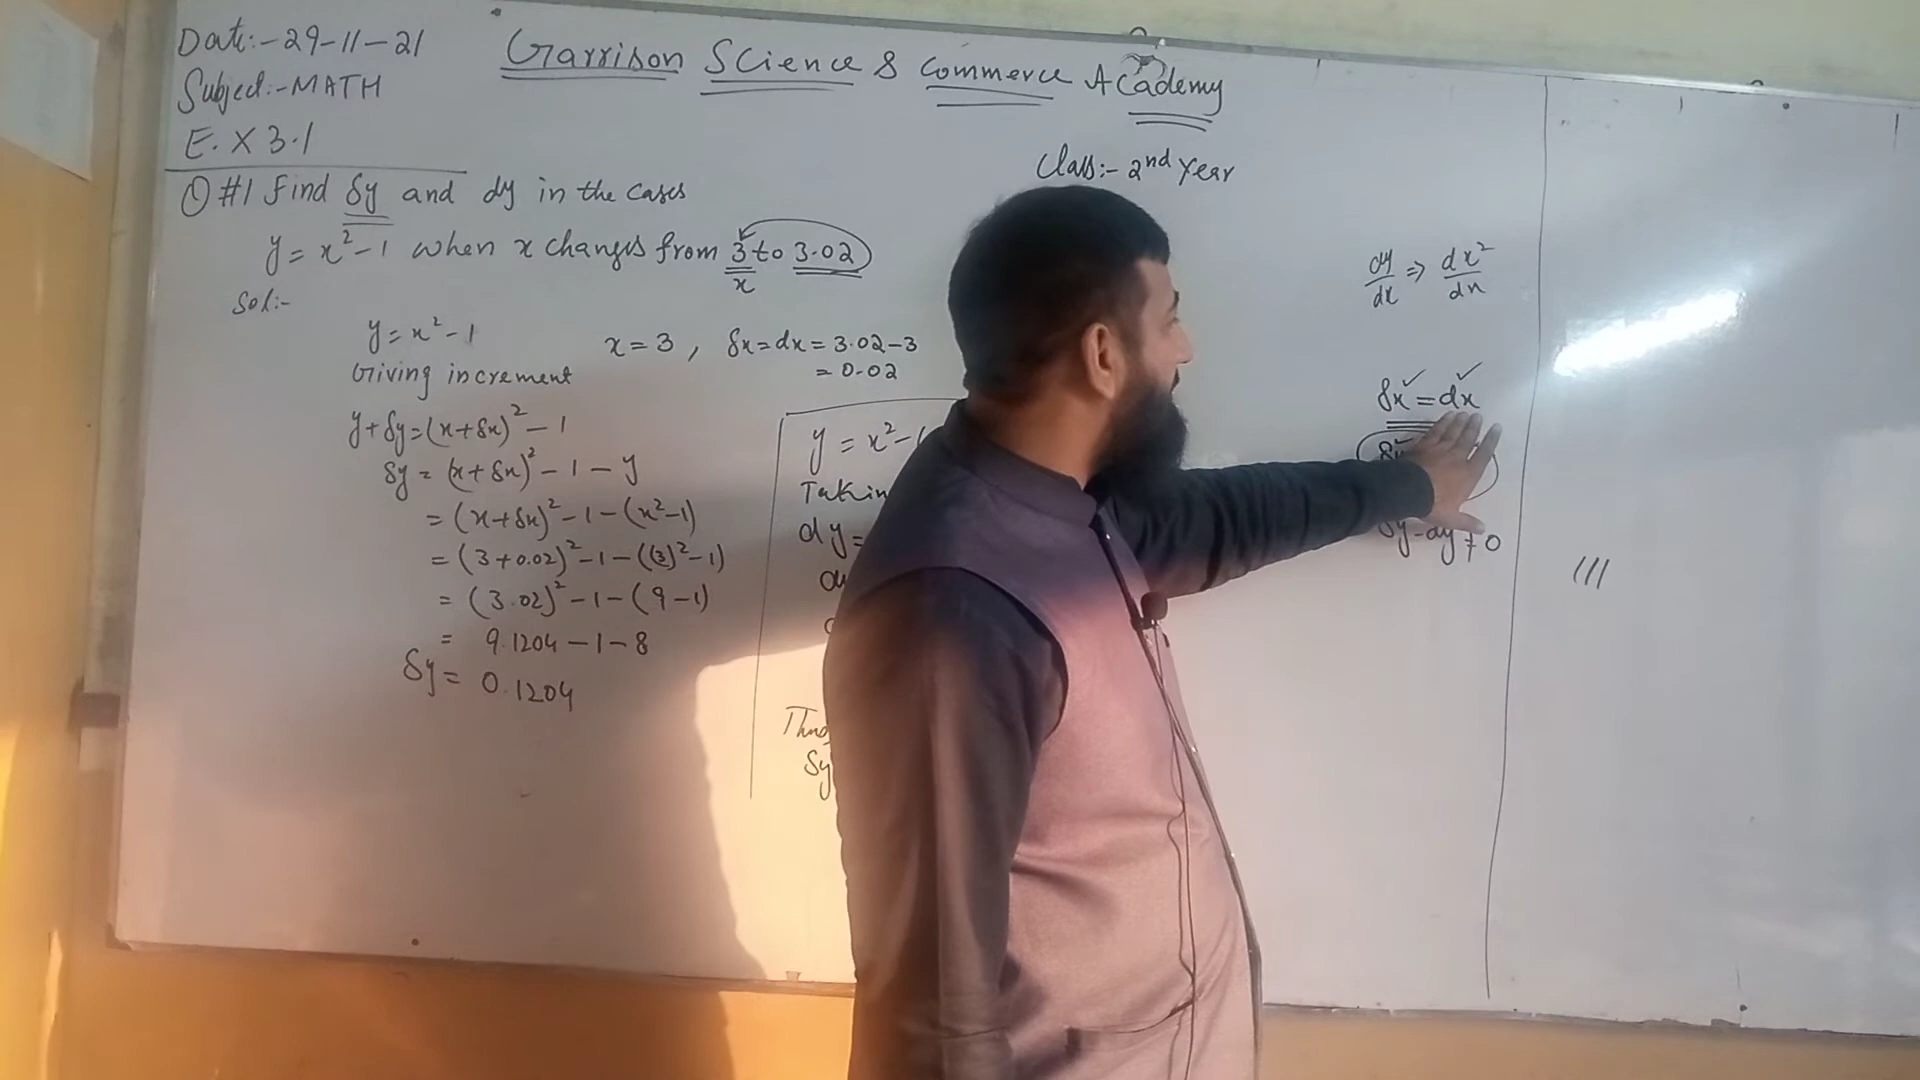 Date:-29-11-21
Garrison Science & Commerce Academy
Subject:-MATH
E.X 3.1
Class:- 2nd Year
Q#1 Find δy and dy in the cases
y = x²-1 when x changes from 3 to 3.02
x
Sol:-
y = x²-1
x = 3 , δx = dx = 3.02-3
= 0.02
Giving increment
y+δy = (x+δx)² - 1
δy = (x+δx)² - 1 - y
= (x+δx)² - 1 - (x²-1)
= (3+0.02)² - 1 - ((3)²-1)
= (3.02)² - 1 - (9-1)
= 9.1204 - 1 - 8
δy = 0.1204
y = x²-1
dy =
δy
dy/dx => dx²/dx
δx = dx
δy-dy ≠ 0
///